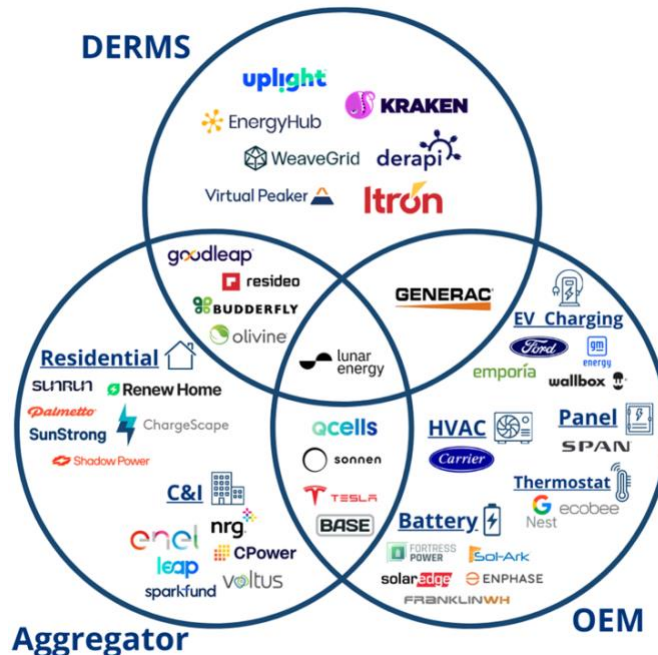 DERMS
uplight
KRAKEN
EnergyHub
WeaveGrid
derapi
Virtual Peaker
Itron
goodleap
resideo
BUDDERFLY
olivine
GENERAC
lunar
energy
EV Charging
Ford
gm
energy
emporia
wallbox
Residential
sunrun
Renew Home
Palmetto
ChargeScape
SunStrong
Shadow Power
Qcells
sonnen
TESLA
BASE
HVAC
Carrier
Panel
SPAN
Thermostat
G
Nest
ecobee
C&I
enel
nrg
CPower
leap
voltus
sparkfund
Battery
FORTRESS
POWER
Sol-Ark
solaredge
ENPHASE
FRANKLINWH
Aggregator
OEM